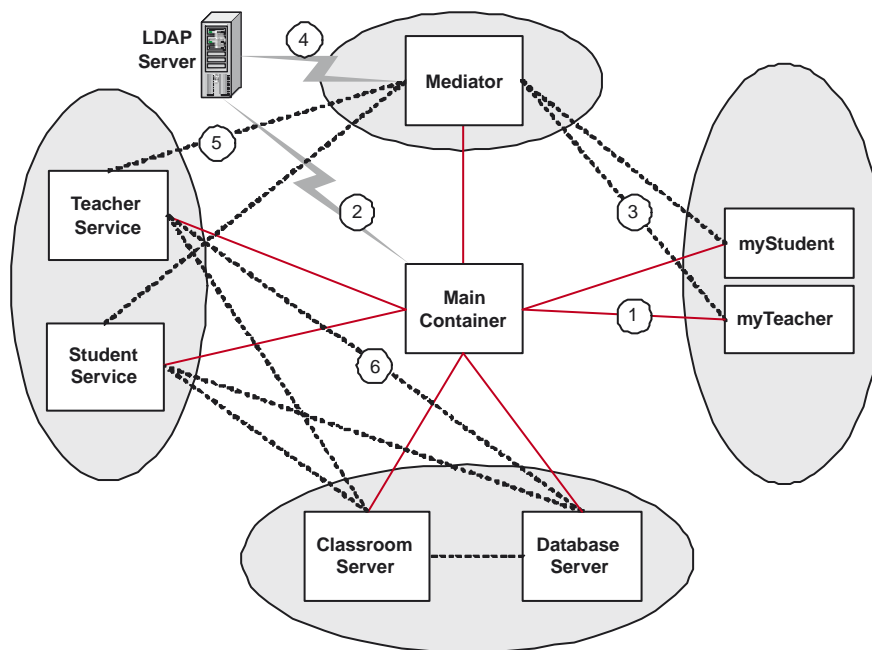 LDAP
Server
4
Mediator
5
Teacher
Service
2
3
myStudent
Main
Container
1
myTeacher
Student
Service
6
Classroom
Server
Database
Server